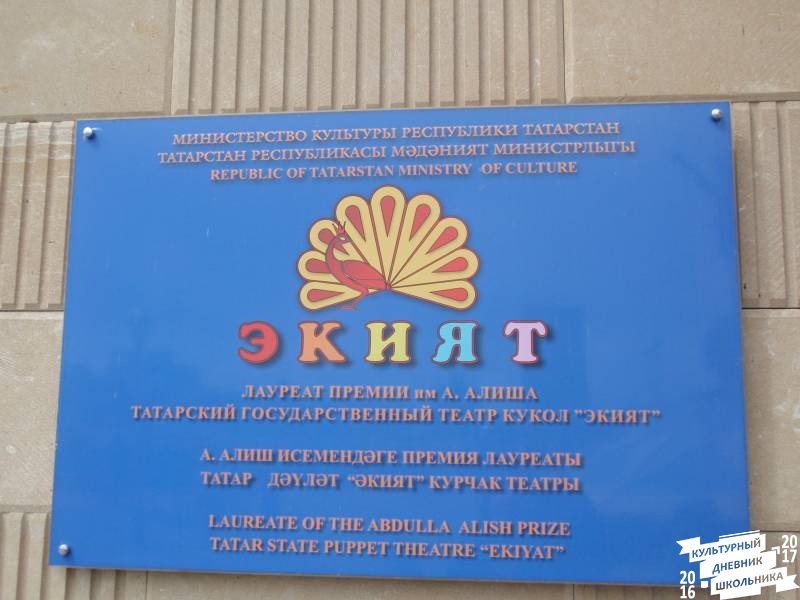 МИНИСТЕРСТВО КУЛЬТУРЫ РЕСПУБЛИКИ ТАТАРСТАН
ТАТАРСТАН РЕСПУБЛИКАСЫ МӘДӘНИЯТ МИНИСТРЛЫГЫ
REPUBLIC OF TATARSTAN MINISTRY OF CULTURE
ЭКИЯТ
ЛАУРЕАТ ПРЕМИИ им А. АЛИША
ТАТАРСКИЙ ГОСУДАРСТВЕННЫЙ ТЕАТР КУКОЛ "ЭКИЯТ"
А. АЛИШ ИСЕМЕНДӘГЕ ПРЕМИЯ ЛАУРЕАТЫ
ТАТАР ДӘҮЛӘТ "ӘКИЯТ" КУРЧАК ТЕАТРЫ
LAUREATE OF THE ABDULLA ALISH PRIZE
TATAR STATE PUPPET THEATRE "EKIYAT"
КУЛЬТУРНЫЙ
ДНЕВНИК
ШКОЛЬНИКА
2016
2017